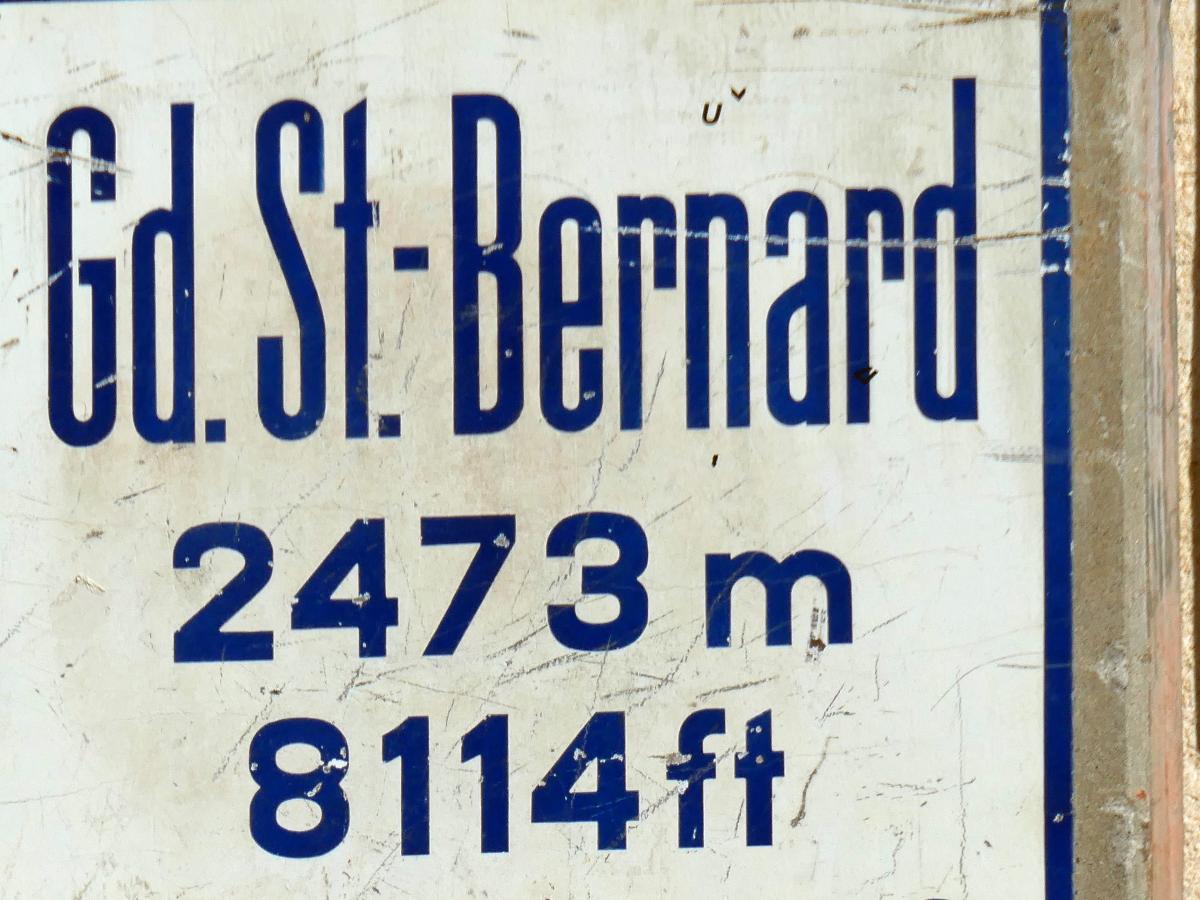 Gd. St.-Bernard
2473 m
8114 ft